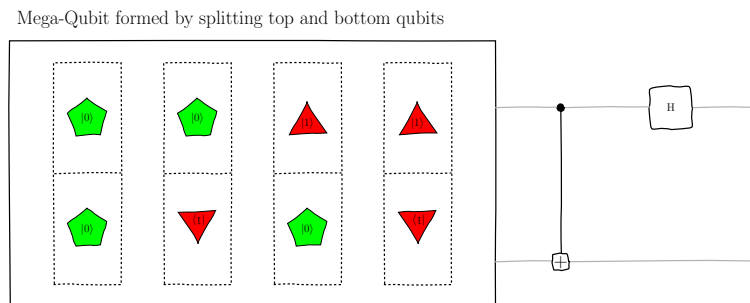 Mega-Qubit formed by splitting top and bottom qubits
|0⟩ |0⟩ |1⟩ |1⟩
H
|0⟩ |1⟩ |0⟩ |1⟩